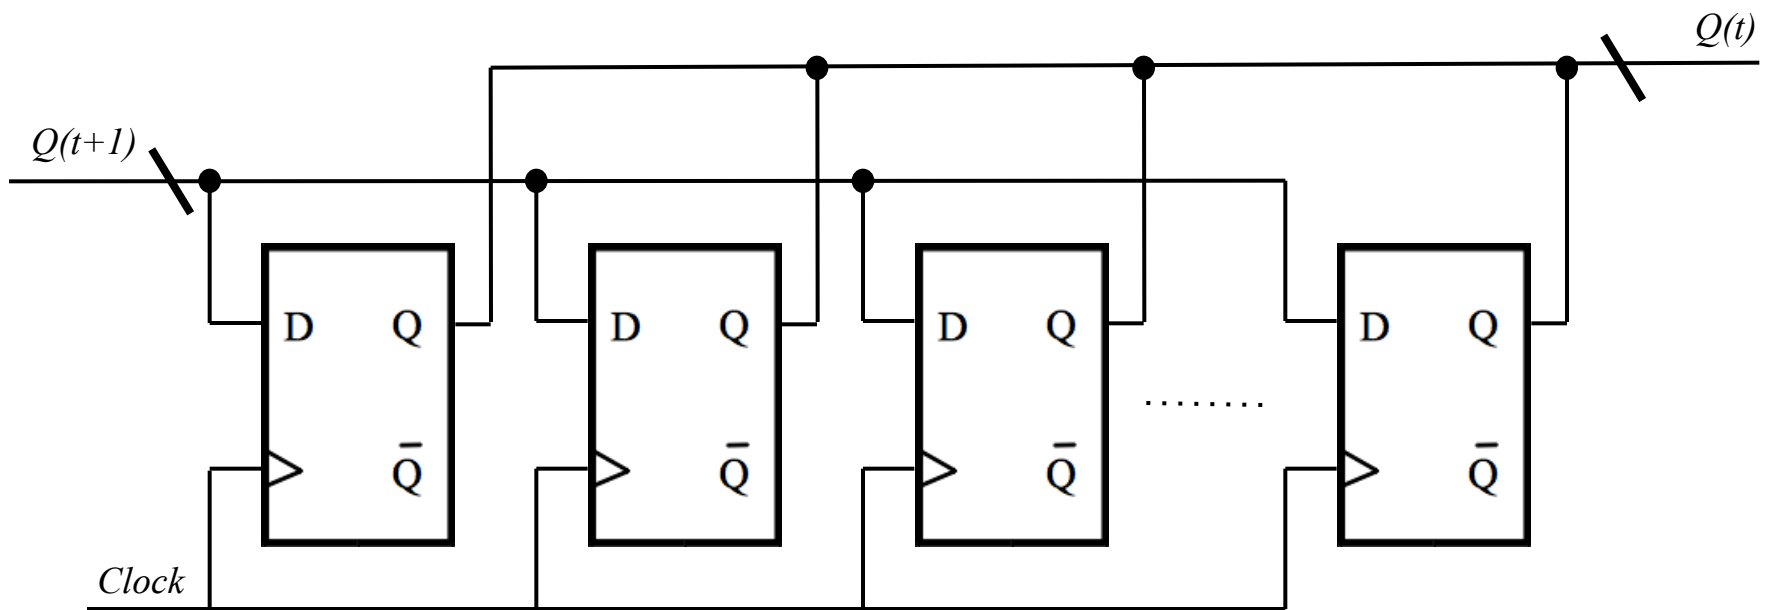 Q(t)
Q(t+1)
D Q D Q D Q D Q
........
Q̅ Q̅ Q̅ Q̅
Clock